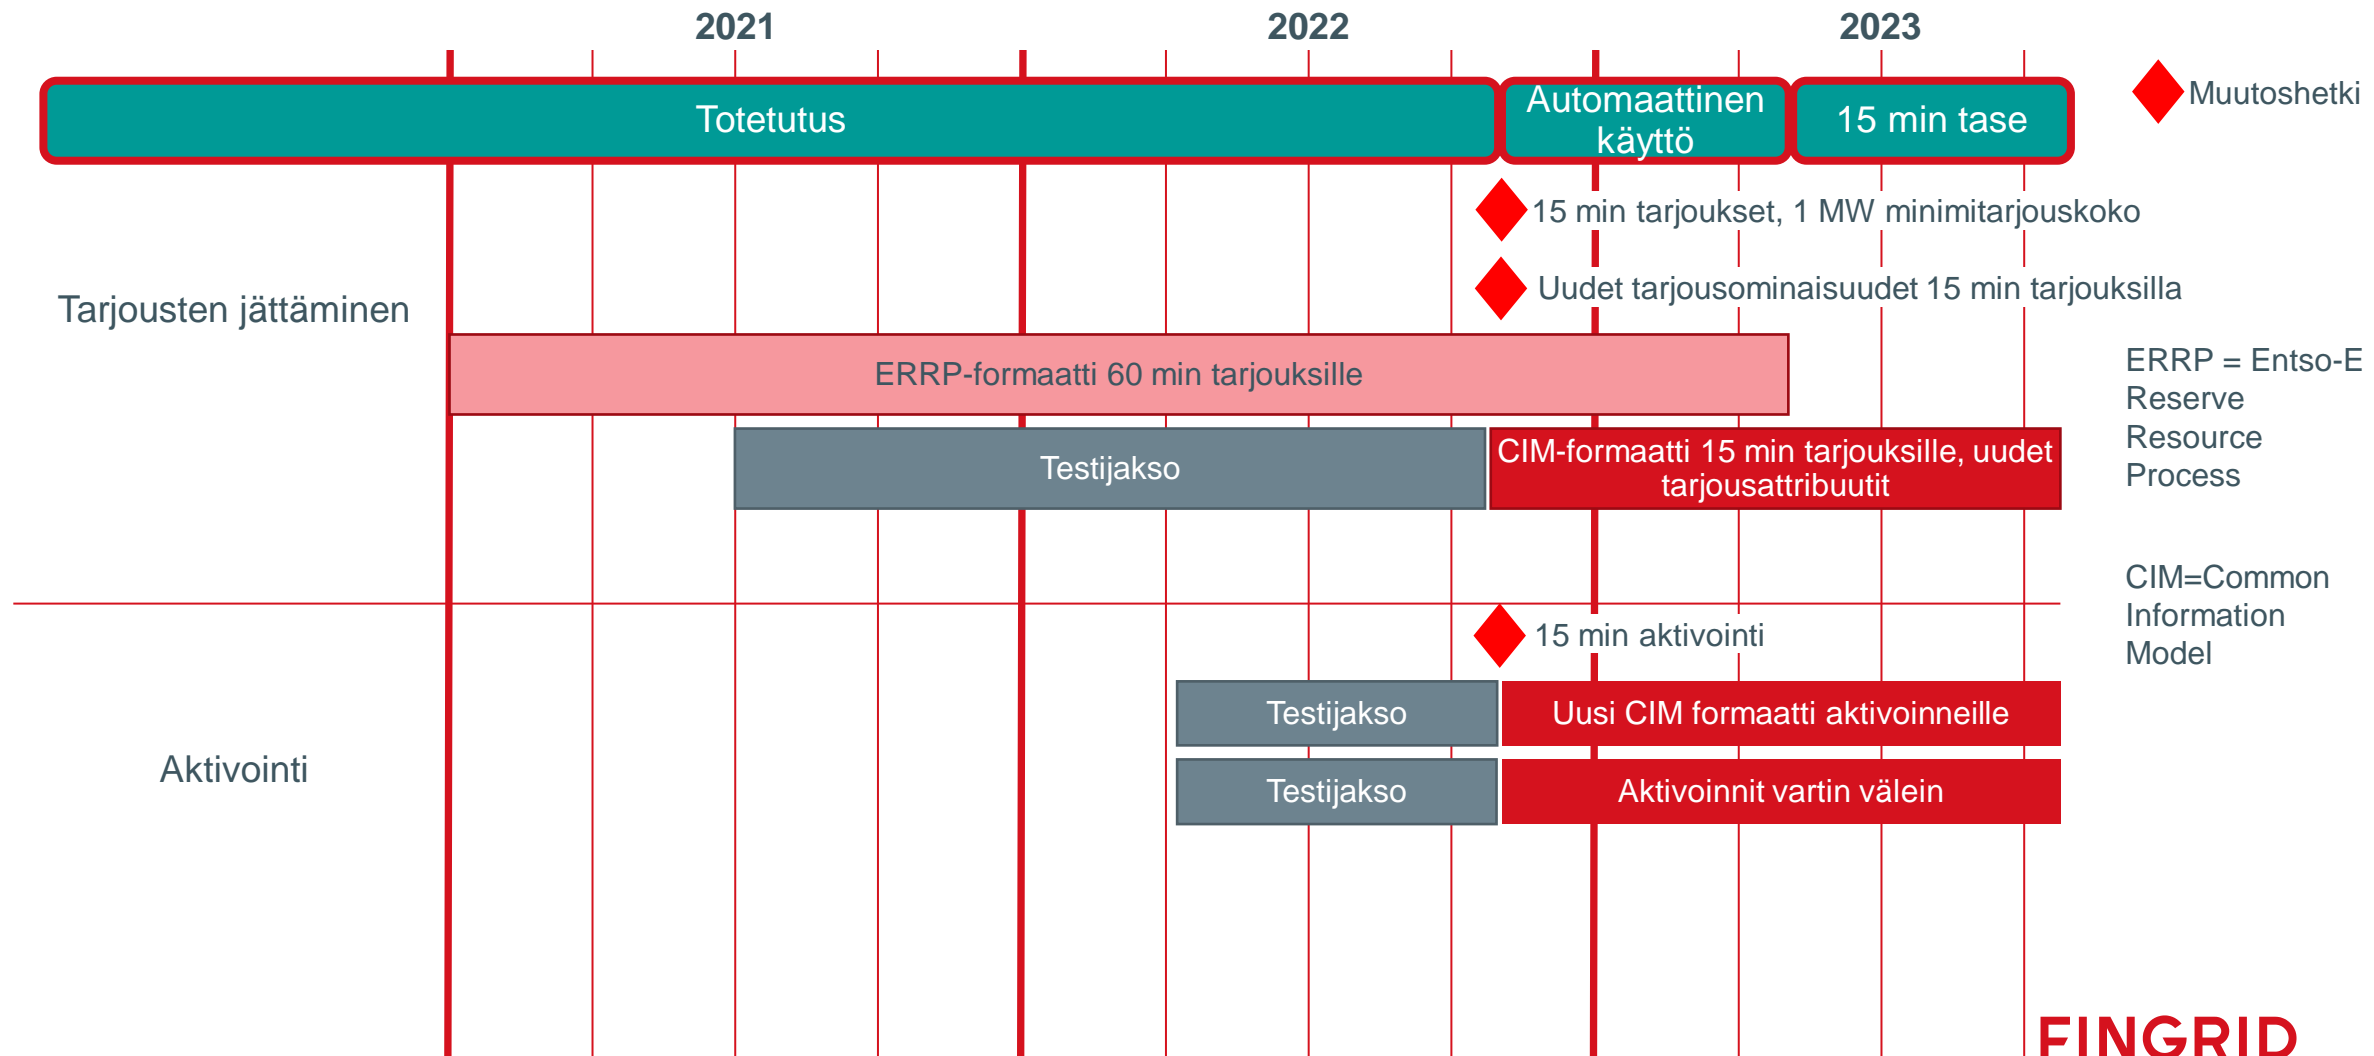 2021
2022
2023
Totetutus
Automaattinen
käyttö
15 min tase
Muutoshetki
15 min tarjoukset, 1 MW minimitarjouskoko
Uudet tarjousominaisuudet 15 min tarjouksilla
Tarjousten jättäminen
ERRP-formaatti 60 min tarjouksille
ERRP = Entso-E
Reserve
Resource
Process
Testijakso
CIM-formaatti 15 min tarjouksille, uudet
tarjousattribuutit
CIM=Common
Information
Model
15 min aktivointi
Testijakso
Uusi CIM formaatti aktivoinneille
Aktivointi
Testijakso
Aktivoinnit vartin välein
FINGRID